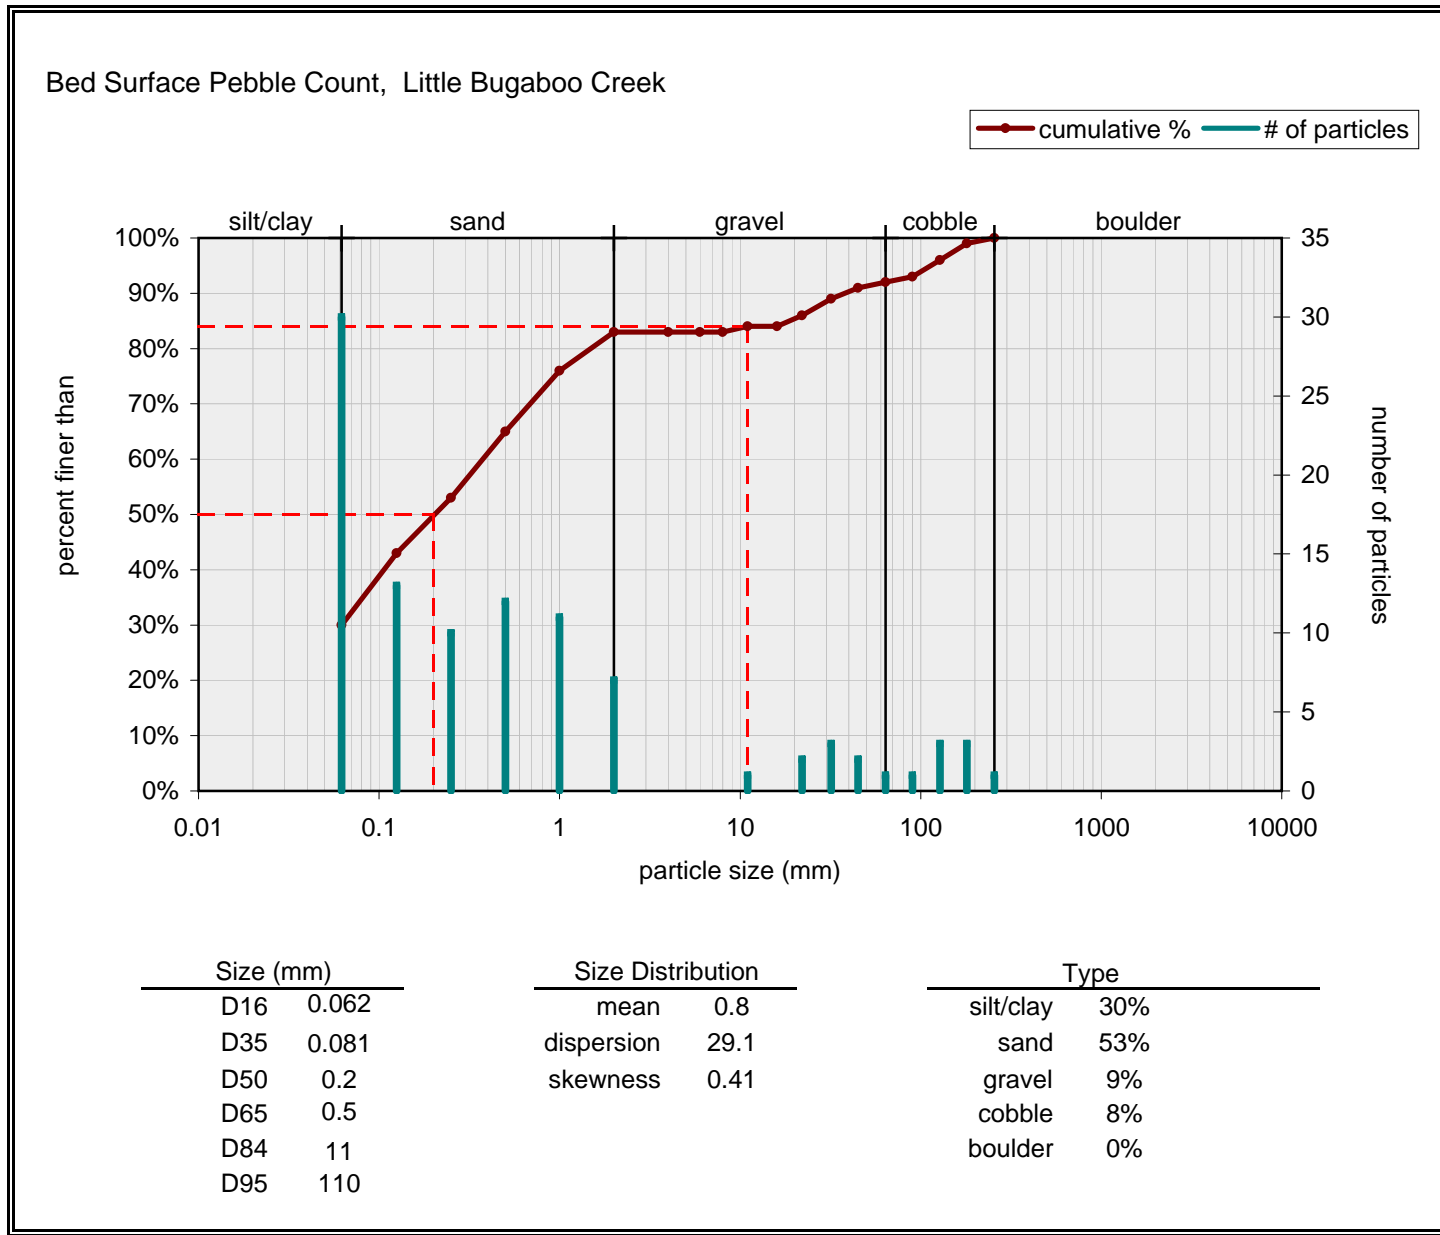 Bed Surface Pebble Count,  Little Bugaboo Creek
cumulative %   # of particles
silt/clay   sand   gravel   cobble   boulder
100%   35
90%
30
80%
25
70%
60%
20
50%
15
40%
30%
10
20%
5
10%
0%   0
percent finer than
number of particles
0.01   0.1   1   10   100   1000   10000
particle size (mm)
Size (mm)   Size Distribution   Type
D16   0.062   mean   0.8   silt/clay   30%
D35   0.081   dispersion   29.1   sand   53%
D50   0.2   skewness   0.41   gravel   9%
D65   0.5   cobble   8%
D84   11   boulder   0%
D95   110